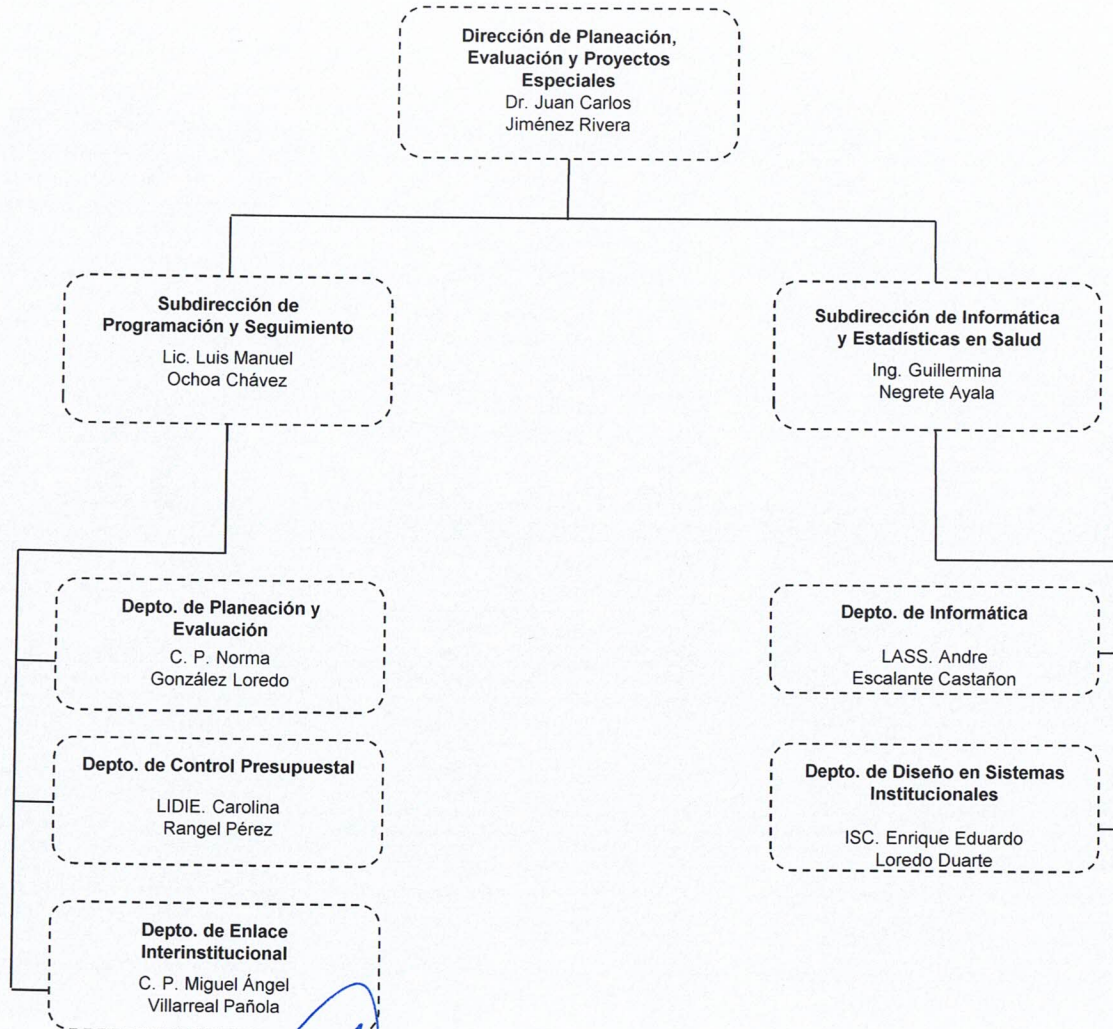 Dirección de Planeación,
Evaluación y Proyectos
Especiales
Dr. Juan Carlos
Jiménez Rivera
Subdirección de
Programación y Seguimiento
Lic. Luis Manuel
Ochoa Chávez
Subdirección de Informática
y Estadísticas en Salud
Ing. Guillermina
Negrete Ayala
Depto. de Planeación y
Evaluación
C. P. Norma
González Loredo
Depto. de Informática
LASS. Andre
Escalante Castañon
Depto. de Control Presupuestal
LIDIE. Carolina
Rangel Pérez
Depto. de Diseño en Sistemas
Institucionales
ISC. Enrique Eduardo
Loredo Duarte
Depto. de Enlace
Interinstitucional
C. P. Miguel Ángel
Villarreal Pañola